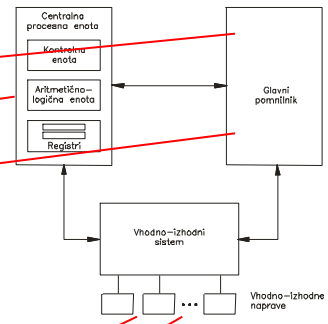 Centralna
procesna enota
Kontrolna
enota
Aritmetično-
logična enota
Registri
Glavni
pomnilnik
Vhodno-izhodni
sistem
Vhodno-izhodne
naprave